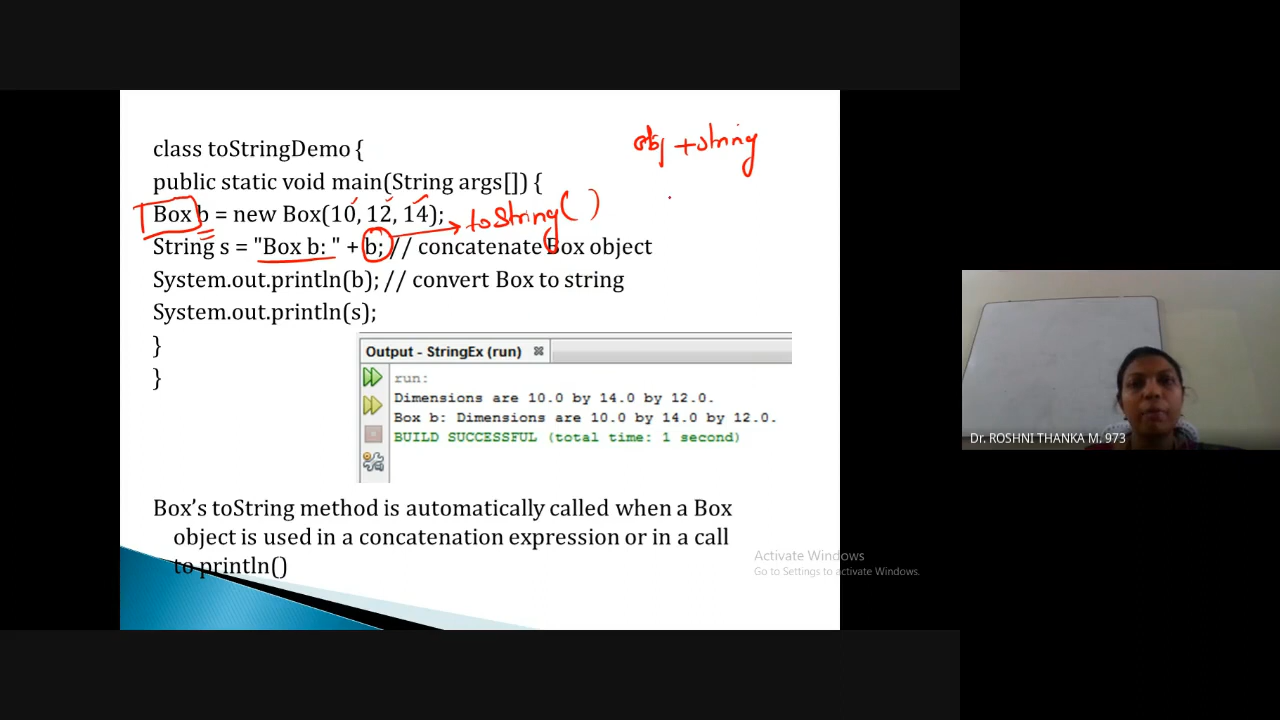 class toStringDemo {
obj + string
public static void main(String args[]) {
Box b = new Box(10, 12, 14);
toString( )
String s = "Box b: " + b; // concatenate Box object
System.out.println(b); // convert Box to string
System.out.println(s);
}
}
Output - StringEx (run)
run:
Dimensions are 10.0 by 14.0 by 12.0.
Box b: Dimensions are 10.0 by 14.0 by 12.0.
BUILD SUCCESSFUL (total time: 1 second)
Dr. ROSHNI THANKA M. 973
Box’s toString method is automatically called when a Box
object is used in a concatenation expression or in a call
to println()
Activate Windows
Go to Settings to activate Windows.